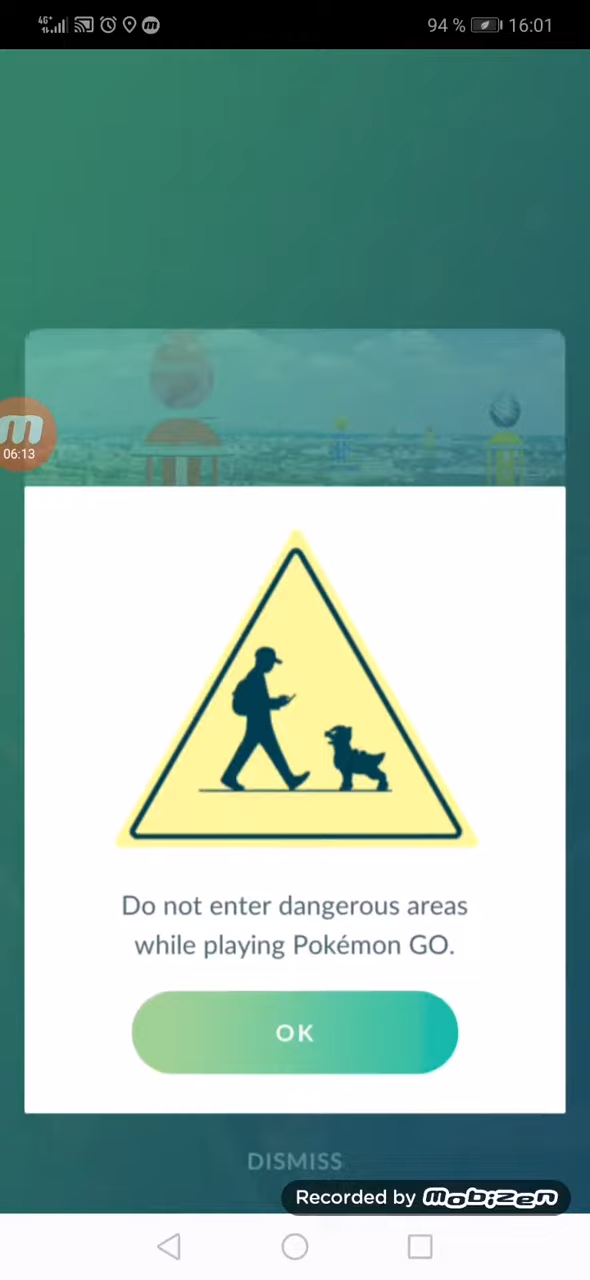 4G+ 94 % 16:01
m
06:13
Do not enter dangerous areas
while playing Pokémon GO.
OK
DISMISS
Recorded by mobizen